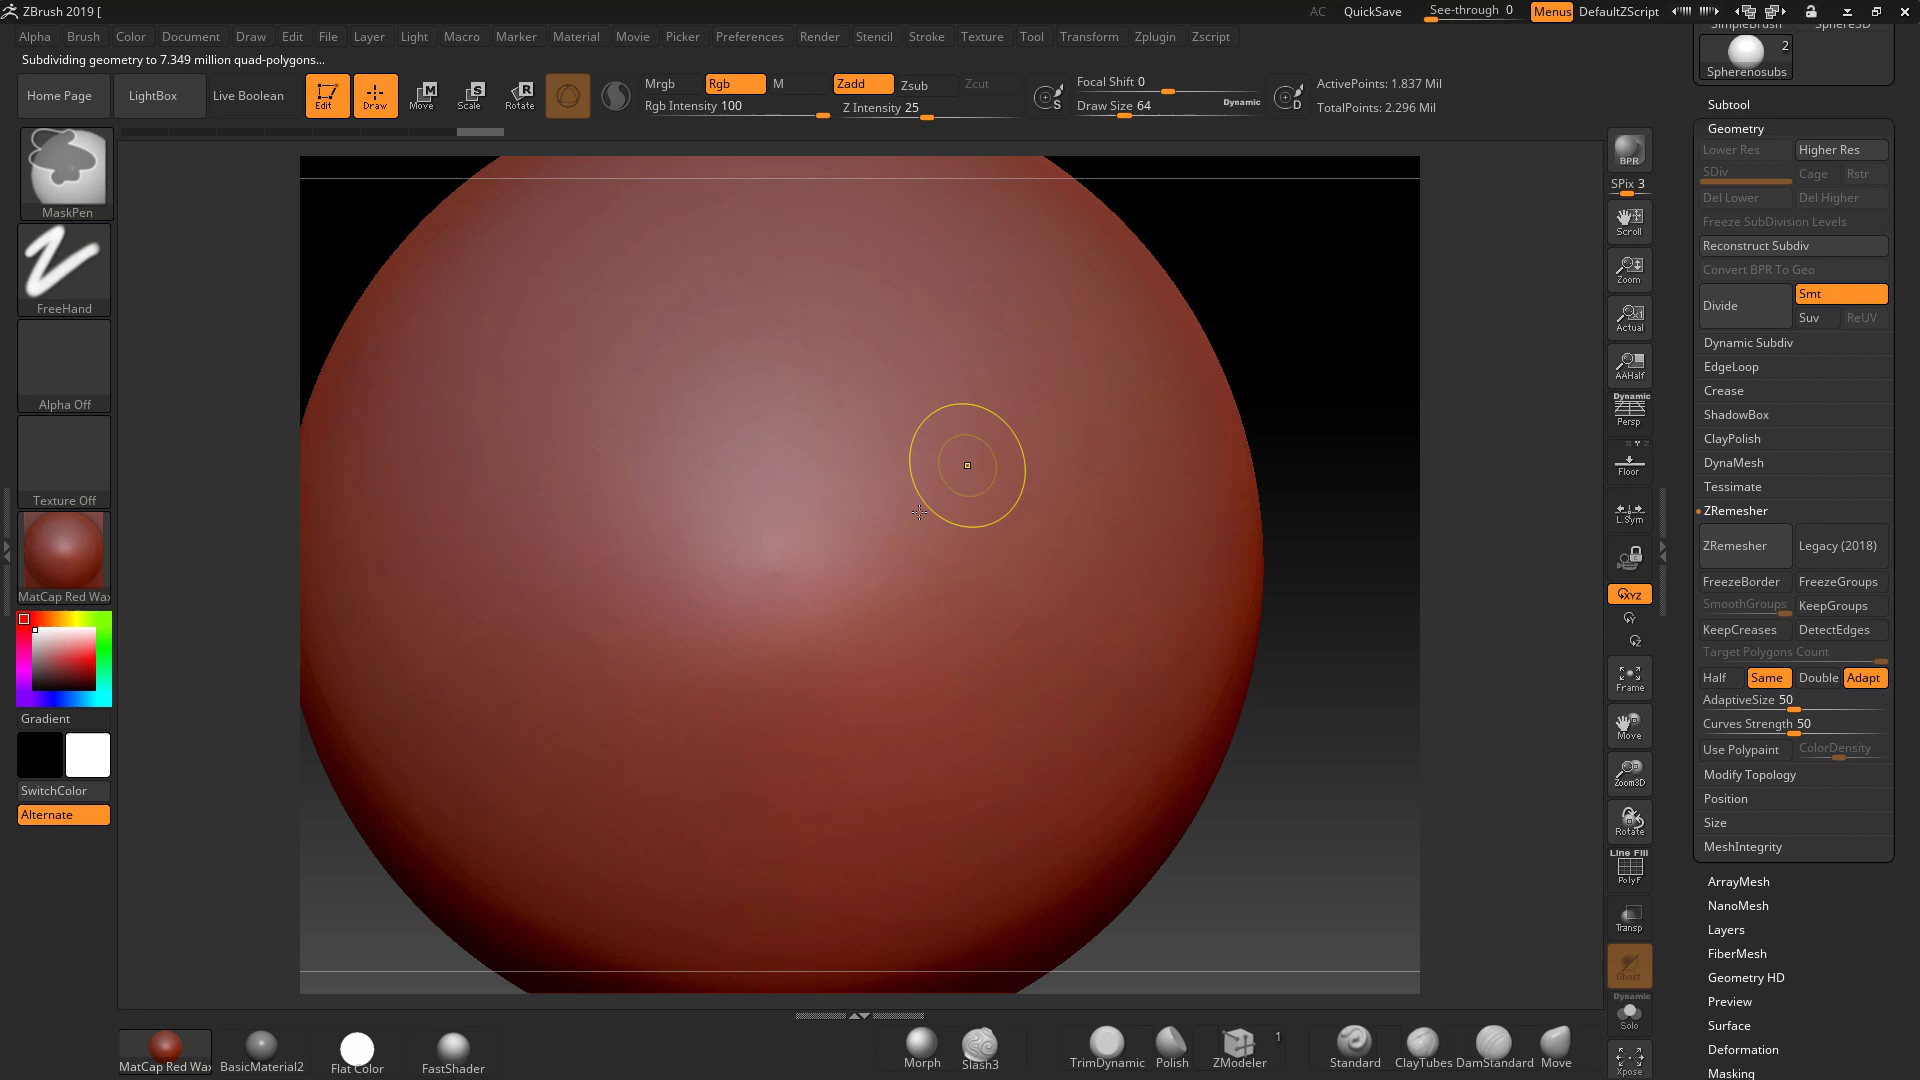 ZBrush 2019 [
AC QuickSave See-through 0 Menus DefaultZScript
Alpha Brush Color Document Draw Edit File Layer Light Macro Marker Material Movie Picker Preferences Render Stencil Stroke Texture Tool Transform Zplugin Zscript
Subdividing geometry to 7.349 million quad-polygons...
Home Page LightBox Live Boolean Edit Draw Move Scale Rotate
Mrgb Rgb M Zadd Zsub Zcut
Rgb Intensity 100 Z Intensity 25
Focal Shift 0
Draw Size 64 Dynamic
ActivePoints: 1.837 Mil
TotalPoints: 2.296 Mil
MaskPen
FreeHand
Alpha Off
Texture Off
MatCap Red Wax
Gradient
SwitchColor
Alternate
BPR
SPix 3
Scroll
Zoom
Actual
AAHalf
Dynamic
Persp
Floor
L.Sym
XYZ
Y
Z
Frame
Move
Zoom3D
Rotate
Line Fill
PolyF
Transp
Ghost
Dynamic
Solo
Xpose
SimpleBrush Sphere3D
2
Spherenosubs
Subtool
Geometry
Lower Res Higher Res
SDiv Cage Rstr
Del Lower Del Higher
Freeze SubDivision Levels
Reconstruct Subdiv
Convert BPR To Geo
Divide Smt
Suv ReUV
Dynamic Subdiv
EdgeLoop
Crease
ShadowBox
ClayPolish
DynaMesh
Tessimate
ZRemesher
ZRemesher Legacy (2018)
FreezeBorder FreezeGroups
SmoothGroups KeepGroups
KeepCreases DetectEdges
Target Polygons Count
Half Same Double Adapt
AdaptiveSize 50
Curves Strength 50
Use Polypaint ColorDensity
Modify Topology
Position
Size
MeshIntegrity
ArrayMesh
NanoMesh
Layers
FiberMesh
Geometry HD
Preview
Surface
Deformation
Masking
MatCap Red Wax BasicMaterial2 Flat Color FastShader Morph Slash3 TrimDynamic Polish ZModeler 1 Standard ClayTubes DamStandard Move